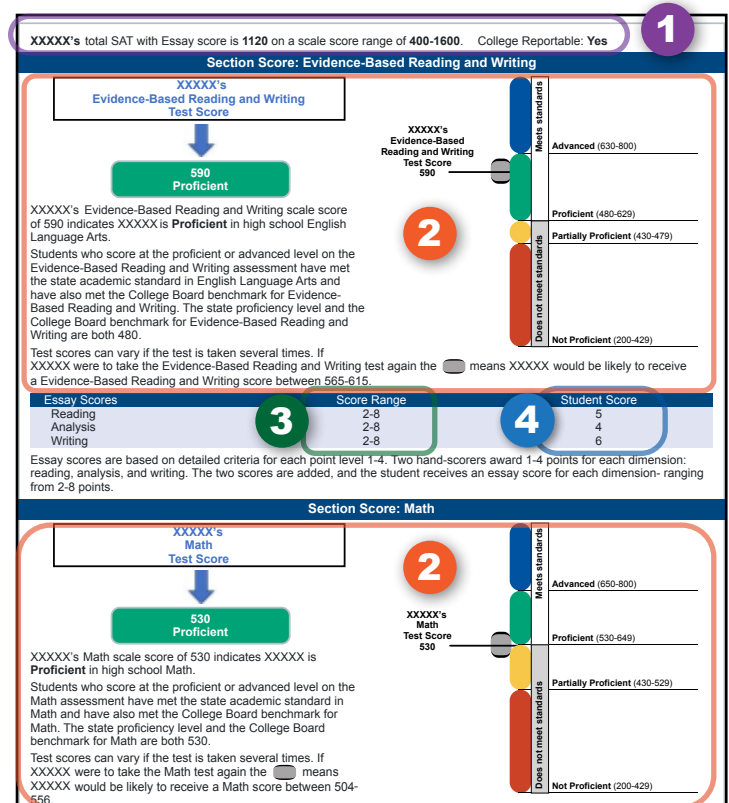 1
XXXXX's total SAT with Essay score is 1120 on a scale score range of 400-1600. College Reportable: Yes
Section Score: Evidence-Based Reading and Writing
XXXXX's
Evidence-Based Reading and Writing
Test Score
590
Proficient
XXXXX's Evidence-Based Reading and Writing scale score
of 590 indicates XXXXX is Proficient in high school English
Language Arts.
Students who score at the proficient or advanced level on the
Evidence-Based Reading and Writing assessment have met
the state academic standard in English Language Arts and
have also met the College Board benchmark for Evidence-
Based Reading and Writing. The state proficiency level and the
College Board benchmark for Evidence-Based Reading and
Writing are both 480.
Test scores can vary if the test is taken several times. If
XXXXX were to take the Evidence-Based Reading and Writing test again the means XXXXX would be likely to receive
a Evidence-Based Reading and Writing score between 565-615.
2
XXXXX's
Evidence-Based
Reading and Writing
Test Score
590
Meets standards
Does not meet standards
Advanced (630-800)
Proficient (480-629)
Partially Proficient (430-479)
Not Proficient (200-429)
Essay Scores Score Range Student Score
Reading 2-8 5
Analysis 2-8 4
Writing 2-8 6
3
4
Essay scores are based on detailed criteria for each point level 1-4. Two hand-scorers award 1-4 points for each dimension:
reading, analysis, and writing. The two scores are added, and the student receives an essay score for each dimension- ranging
from 2-8 points.
Section Score: Math
XXXXX's
Math
Test Score
530
Proficient
XXXXX's Math scale score of 530 indicates XXXXX is
Proficient in high school Math.
Students who score at the proficient or advanced level on the
Math assessment have met the state academic standard in
Math and have also met the College Board benchmark for
Math. The state proficiency level and the College Board
benchmark for Math are both 530.
Test scores can vary if the test is taken several times. If
XXXXX were to take the Math test again the means
XXXXX would be likely to receive a Math score between 504-
556.
2
XXXXX's
Math
Test Score
530
Meets standards
Does not meet standards
Advanced (650-800)
Proficient (530-649)
Partially Proficient (430-529)
Not Proficient (200-429)